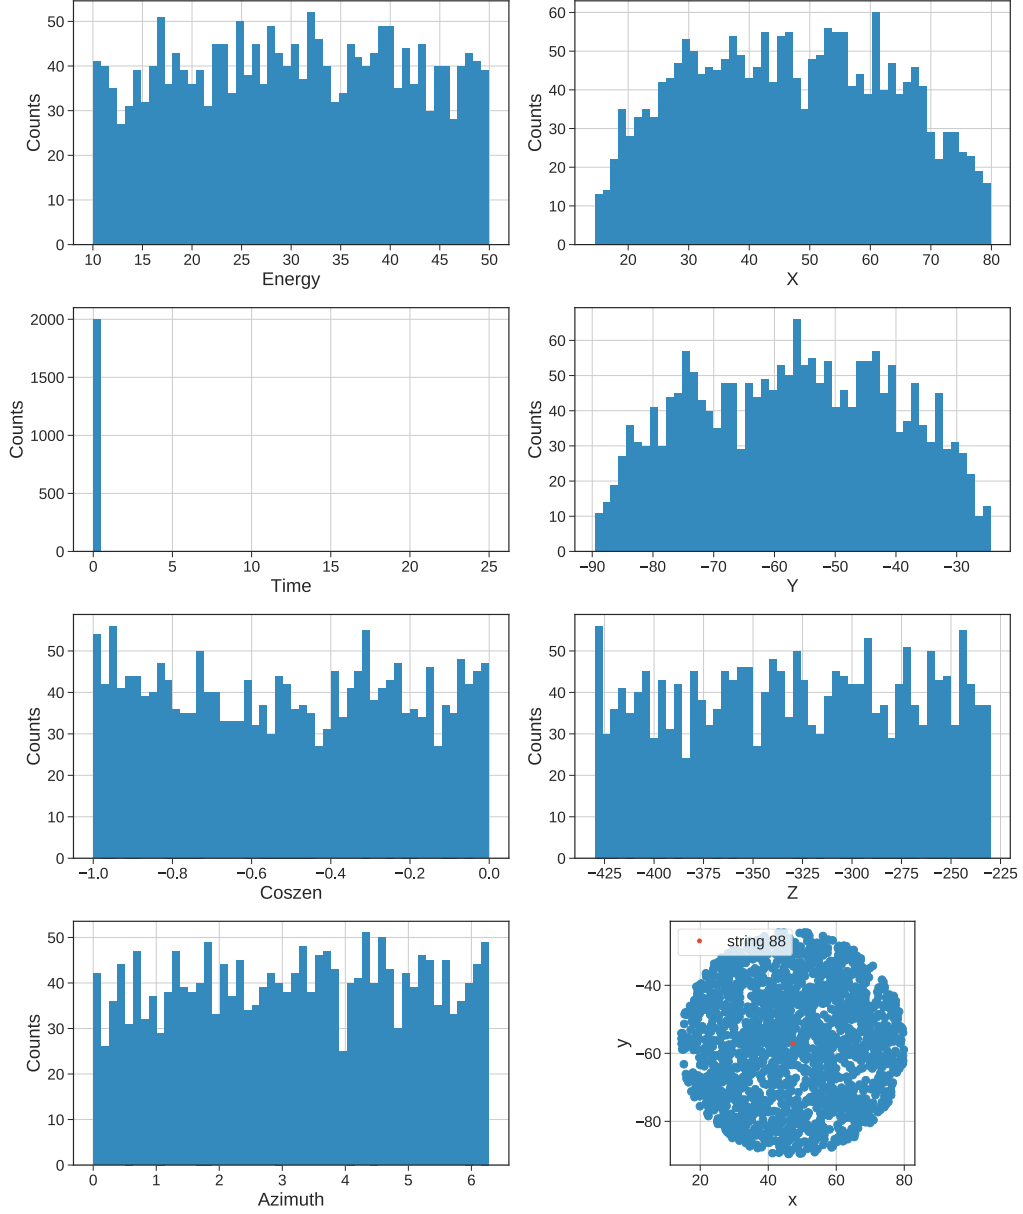 50
40
30
20
10
0
Counts
10 15 20 25 30 35 40 45 50
Energy
60
50
40
30
20
10
0
Counts
20 30 40 50 60 70 80
X
2000
1500
1000
500
0
Counts
0 5 10 15 20 25
Time
60
50
40
30
20
10
0
Counts
−90 −80 −70 −60 −50 −40 −30
Y
50
40
30
20
10
0
Counts
−1.0 −0.8 −0.6 −0.4 −0.2 0.0
Coszen
50
40
30
20
10
0
Counts
−425 −400 −375 −350 −325 −300 −275 −250 −225
Z
50
40
30
20
10
0
Counts
0 1 2 3 4 5 6
Azimuth
string 88
−40
−60
−80
y
20 40 60 80
x